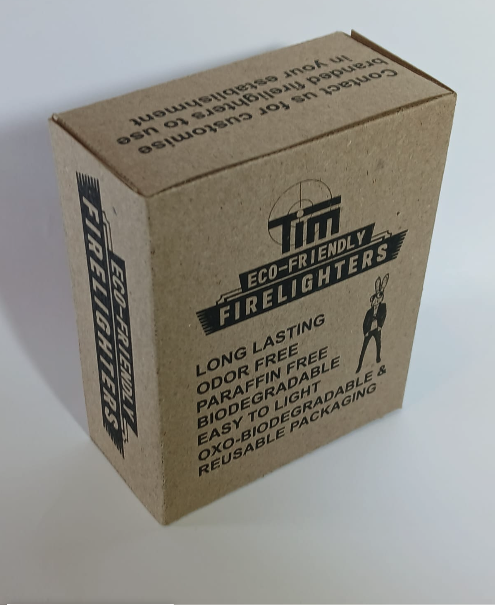 Contact us for customise
branded firelighters to use
in your establishment
Tim
ECO-FRIENDLY
FIRELIGHTERS
LONG LASTING
ODOR FREE
PARAFFIN FREE
BIODEGRADABLE
EASY TO LIGHT
OXO-BIODEGRADABLE &
REUSABLE PACKAGING
ECO-FRIENDLY
FIRELIGHTERS